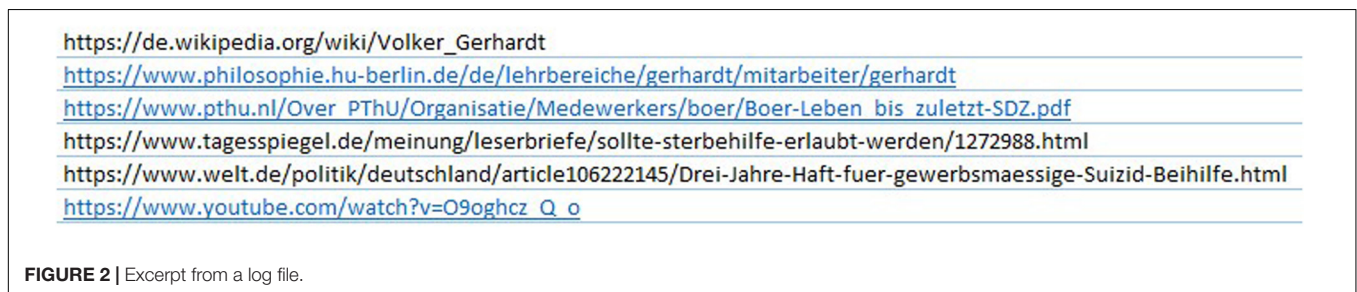 https://de.wikipedia.org/wiki/Volker_Gerhardt
https://www.philosophie.hu-berlin.de/de/lehrbereiche/gerhardt/mitarbeiter/gerhardt
https://www.pthu.nl/Over_PThU/Organisatie/Medewerkers/boer/Boer-Leben_bis_zuletzt-SDZ.pdf
https://www.tagesspiegel.de/meinung/leserbriefe/sollte-sterbehilfe-erlaubt-werden/1272988.html
https://www.welt.de/politik/deutschland/article106222145/Drei-Jahre-Haft-fuer-gewerbsmaessige-Suizid-Beihilfe.html
https://www.youtube.com/watch?v=O9oghcz_Q_o
FIGURE 2 | Excerpt from a log file.